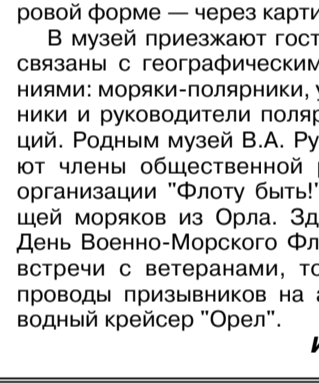 ровой форме — через карти
В музей приезжают гост
связаны с географическим
ниями: моряки-полярники, у
ники и руководители поляр
ций. Родным музей В.А. Ру
ют члены общественной
организации "Флоту быть!"
щей моряков из Орла. Зд
День Военно-Морского Фл
встречи с ветеранами, то
проводы призывников на а
водный крейсер "Орел".